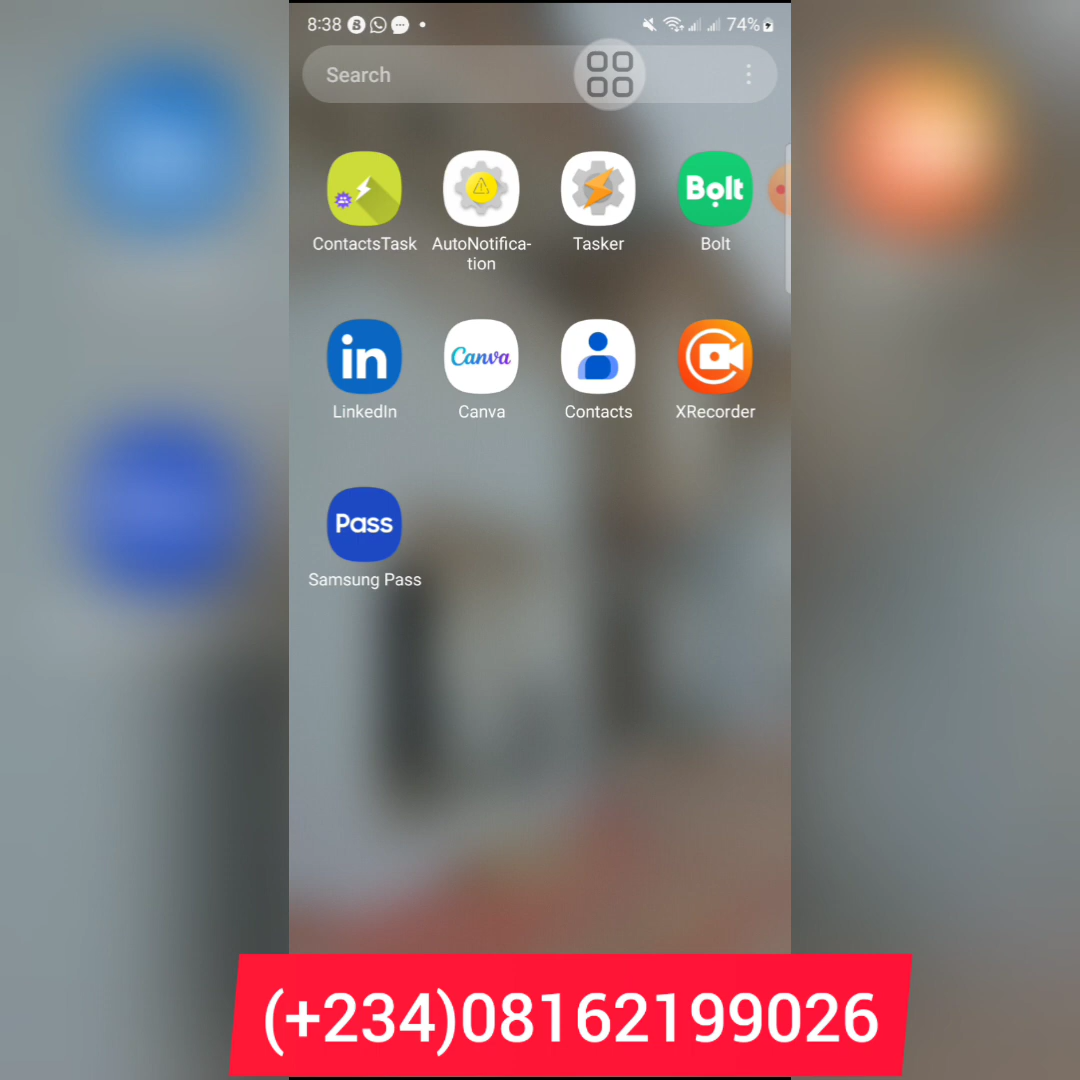 8:38
74%
Search
ContactsTask
AutoNotifica-
tion
Tasker
Bolt
Bolt
in
LinkedIn
Canva
Canva
Contacts
XRecorder
Pass
Samsung Pass
(+234)08162199026